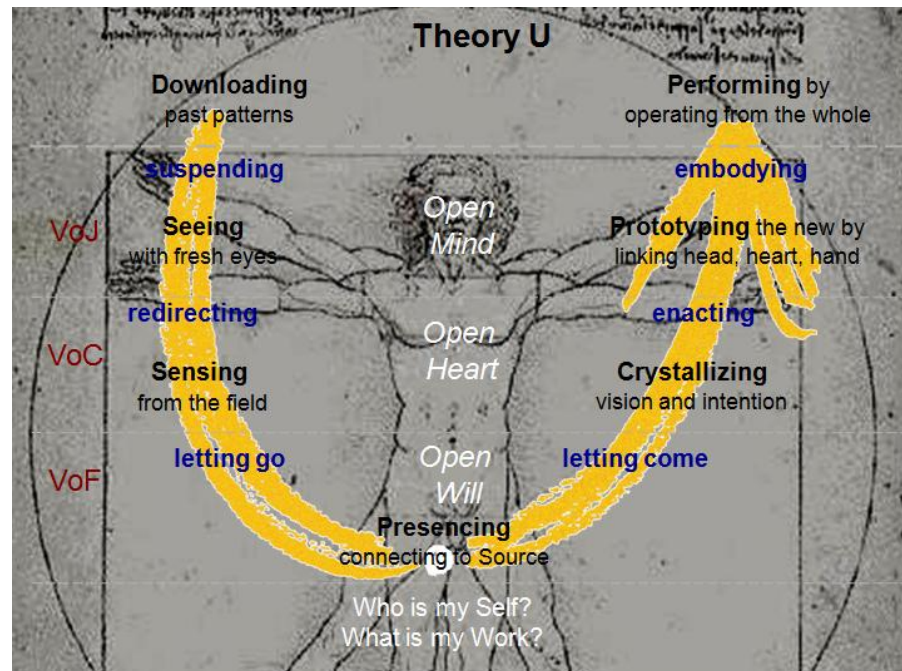 Theory U
Downloading
past patterns
Performing by
operating from the whole
suspending
embodying
VoJ
Seeing
with fresh eyes
Open
Mind
Prototyping the new by
linking head, heart, hand
redirecting
enacting
VoC
Open
Heart
Sensing
from the field
Crystallizing
vision and intention
VoF
letting go
Open
Will
letting come
Presencing
connecting to Source
Who is my Self?
What is my Work?